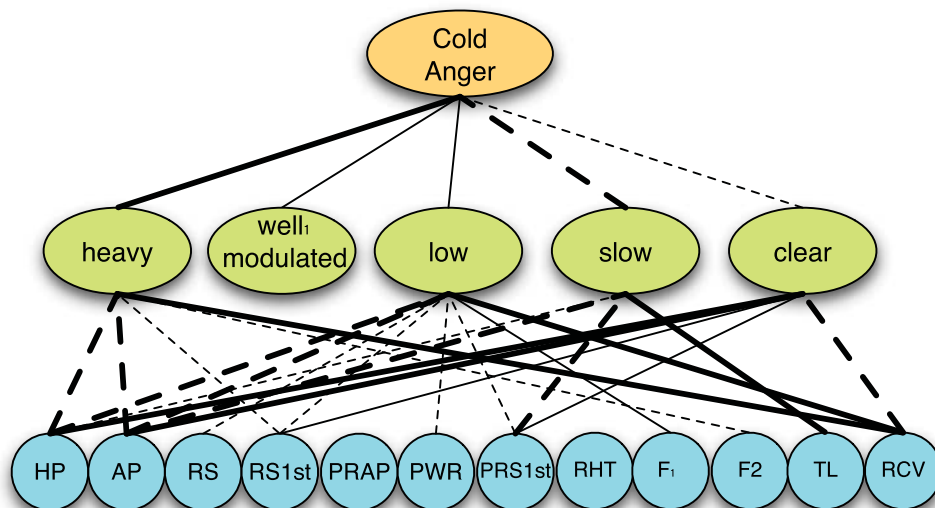 Cold
Anger
heavy
well1
modulated
low
slow
clear
HP
AP
RS
RS1st
PRAP
PWR
PRS1st
RHT
F1
F2
TL
RCV